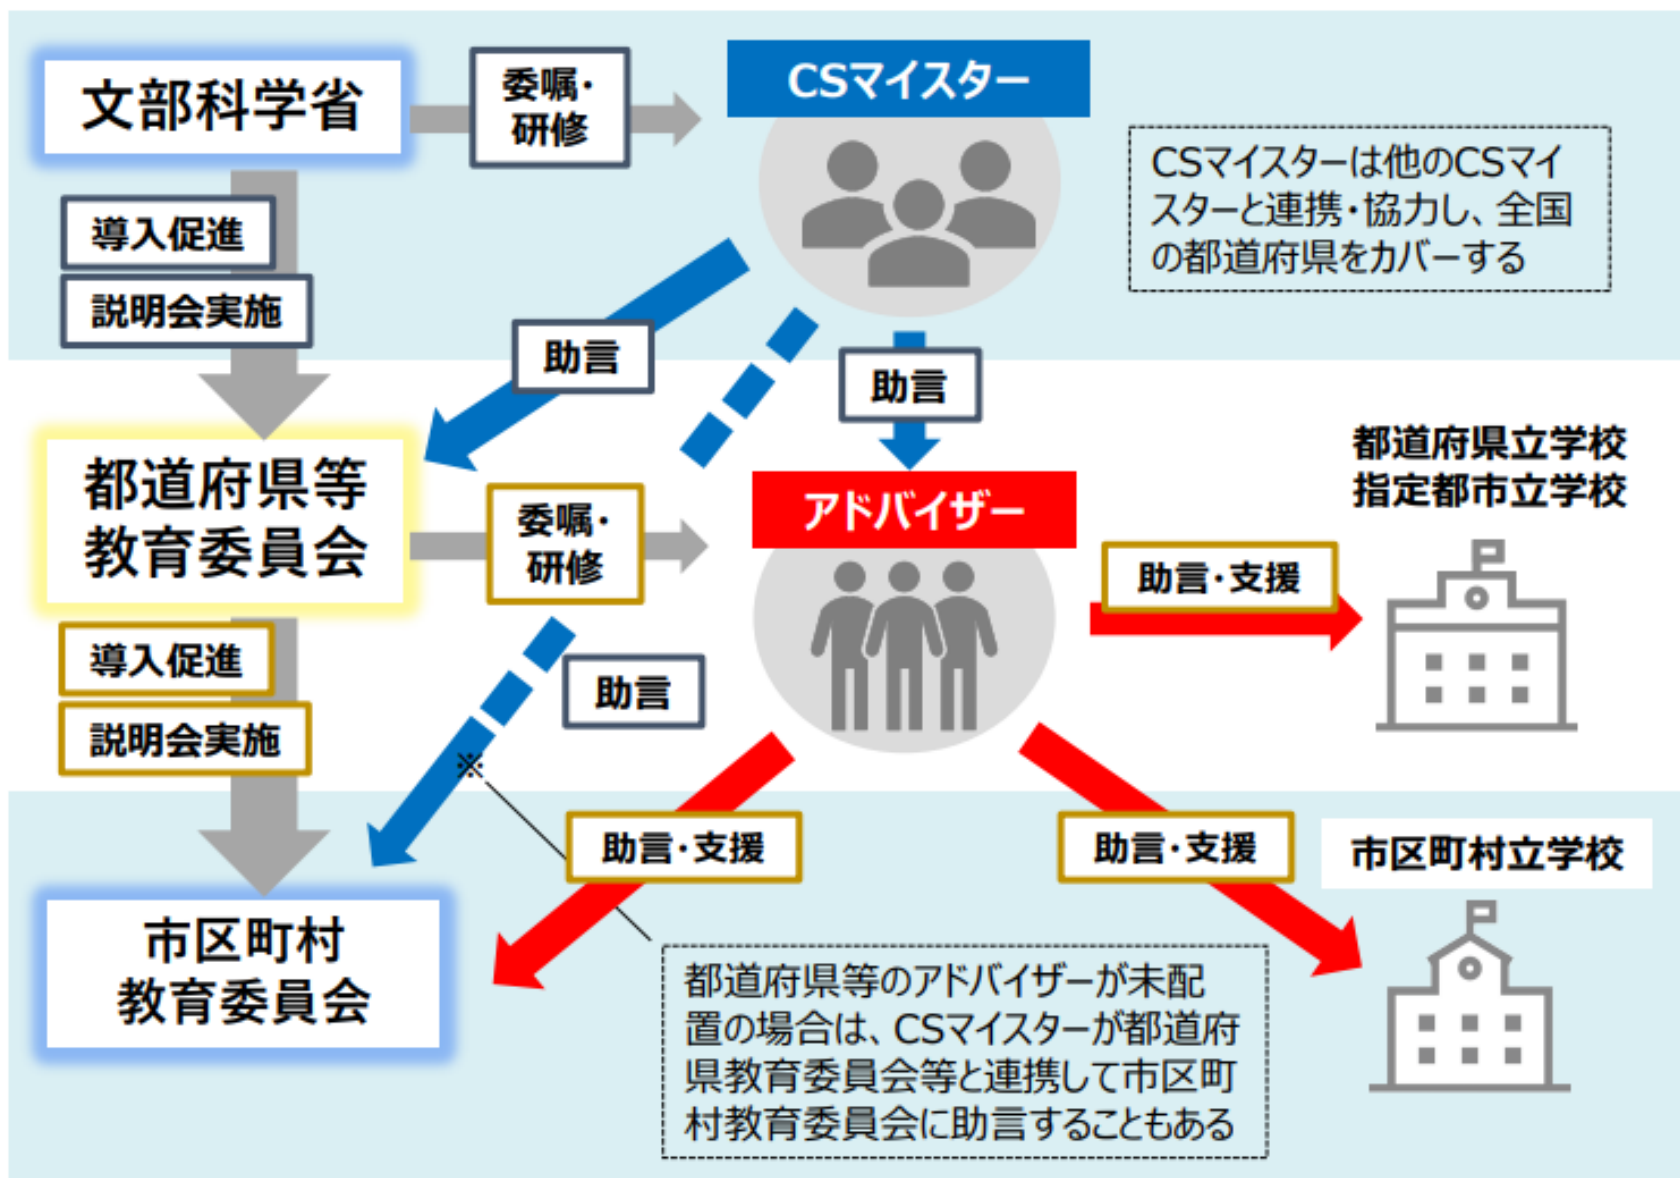 文部科学省
委嘱・
研修
CSマイスター
CSマイスターは他のCSマイ
スターと連携・協力し、全国
の都道府県をカバーする
導入促進
説明会実施
助言
助言
都道府県等
教育委員会
委嘱・
研修
アドバイザー
都道府県立学校
指定都市立学校
助言・支援
導入促進
説明会実施
助言
※
助言・支援
助言・支援
市区町村立学校
市区町村
教育委員会
都道府県等のアドバイザーが未配
置の場合は、CSマイスターが都道府
県教育委員会等と連携して市区町
村教育委員会に助言することもある